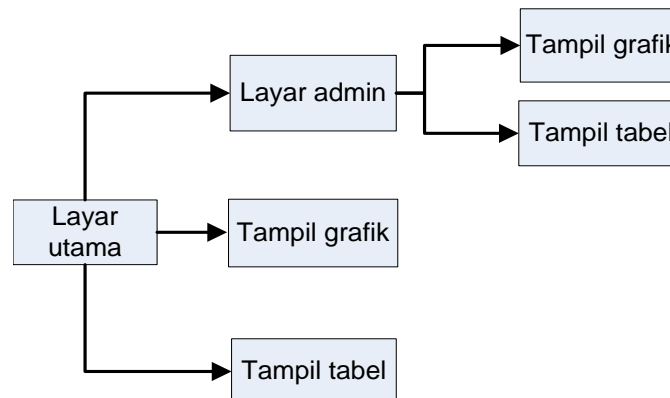 Tampil grafik
Layar admin
Tampil tabel
Layar
utama
Tampil grafik
Tampil tabel